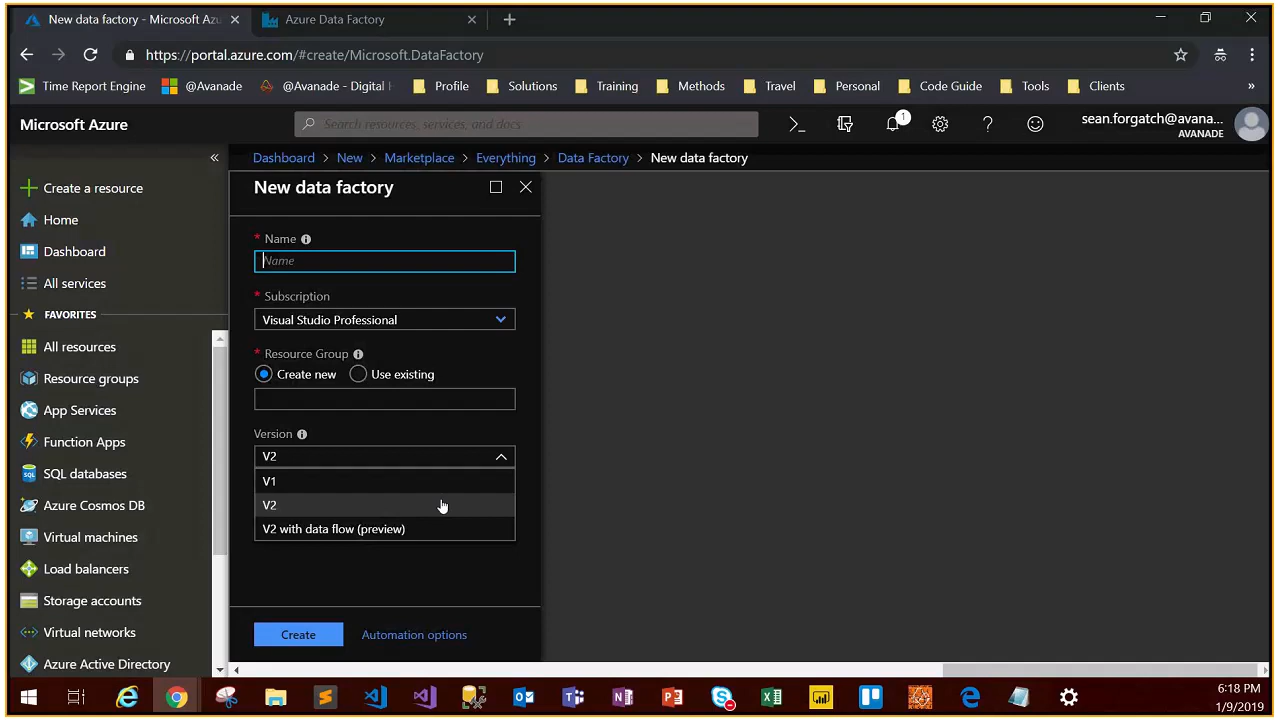 New data factory - Microsoft Azu
Azure Data Factory
https://portal.azure.com/#create/Microsoft.DataFactory
Time Report Engine
@Avanade
@Avanade - Digital
Profile
Solutions
Training
Methods
Travel
Personal
Code Guide
Tools
Clients
»
Microsoft Azure
Search resources, services, and docs
1
sean.forgatch@avana...
AVANADE
Dashboard > New > Marketplace > Everything > Data Factory > New data factory
«
Create a resource
Home
Dashboard
All services
FAVORITES
All resources
Resource groups
App Services
Function Apps
SQL databases
Azure Cosmos DB
Virtual machines
Load balancers
Storage accounts
Virtual networks
Azure Active Directory
New data factory
* Name
Name
* Subscription
Visual Studio Professional
* Resource Group
Create new
Use existing
Version
V2
V1
V2
V2 with data flow (preview)
Create
Automation options
6:18 PM
1/9/2019